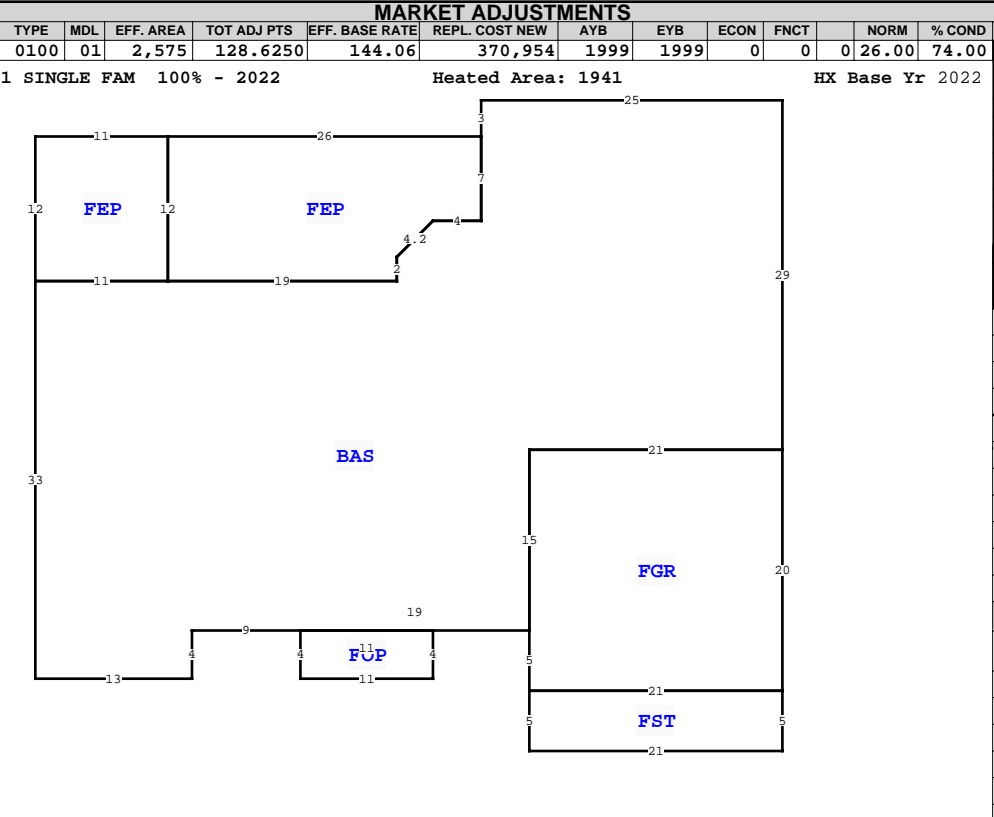 MARKET ADJUSTMENTS
TYPE MDL EFF. AREA TOT ADJ PTS EFF. BASE RATE REPL. COST NEW AYB EYB ECON FNCT NORM % COND
0100 01 2,575 128.6250 144.06 370,954 1999 1999 0 0 0 26.00 74.00
1 SINGLE FAM 100% - 2022 Heated Area: 1941 HX Base Yr 2022
25
3
11 26
7
12 FEP 12 FEP
4
4.2
2
11 19
29
21
BAS
33
15
FGR 20
19
9
4 4 11 4
FOP
5
13 11
21
5 FST 5
21